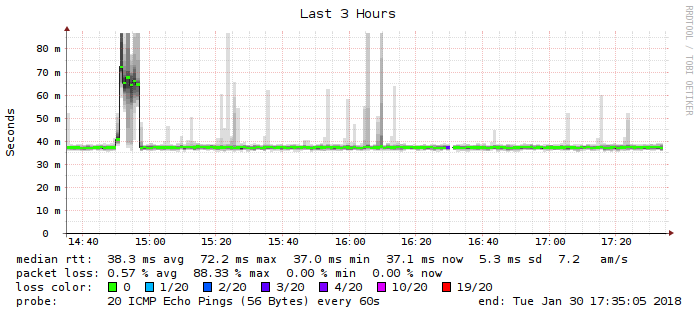 Last 3 Hours
RRDTOOL / TOBI OETIKER
Seconds
80 m
70 m
60 m
50 m
40 m
30 m
20 m
10 m
0
14:40 15:00 15:20 15:40 16:00 16:20 16:40 17:00 17:20
median rtt: 38.3 ms avg 72.2 ms max 37.0 ms min 37.1 ms now 5.3 ms sd 7.2 am/s
packet loss: 0.57 % avg 88.33 % max 0.00 % min 0.00 % now
loss color: 0 1/20 2/20 3/20 4/20 10/20 19/20
probe: 20 ICMP Echo Pings (56 Bytes) every 60s end: Tue Jan 30 17:35:05 2018